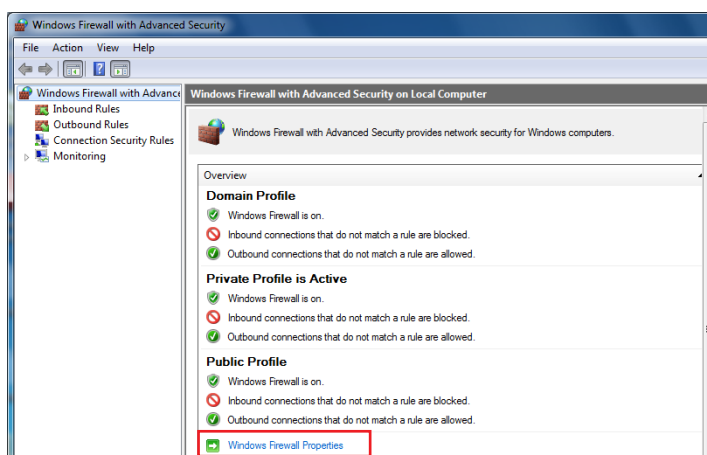 Windows Firewall with Advanced Security
File Action View Help
Windows Firewall with Advance
Inbound Rules
Outbound Rules
Connection Security Rules
Monitoring
Windows Firewall with Advanced Security on Local Computer
Windows Firewall with Advanced Security provides network security for Windows computers.
Overview
Domain Profile
Windows Firewall is on.
Inbound connections that do not match a rule are blocked.
Outbound connections that do not match a rule are allowed.
Private Profile is Active
Windows Firewall is on.
Inbound connections that do not match a rule are blocked.
Outbound connections that do not match a rule are allowed.
Public Profile
Windows Firewall is on.
Inbound connections that do not match a rule are blocked.
Outbound connections that do not match a rule are allowed.
Windows Firewall Properties